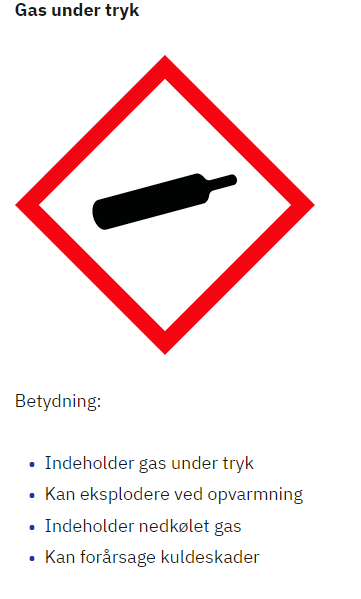 Gas under tryk
Betydning:
Indeholder gas under tryk
Kan eksplodere ved opvarmning
Indeholder nedkølet gas
Kan forårsage kuldeskader